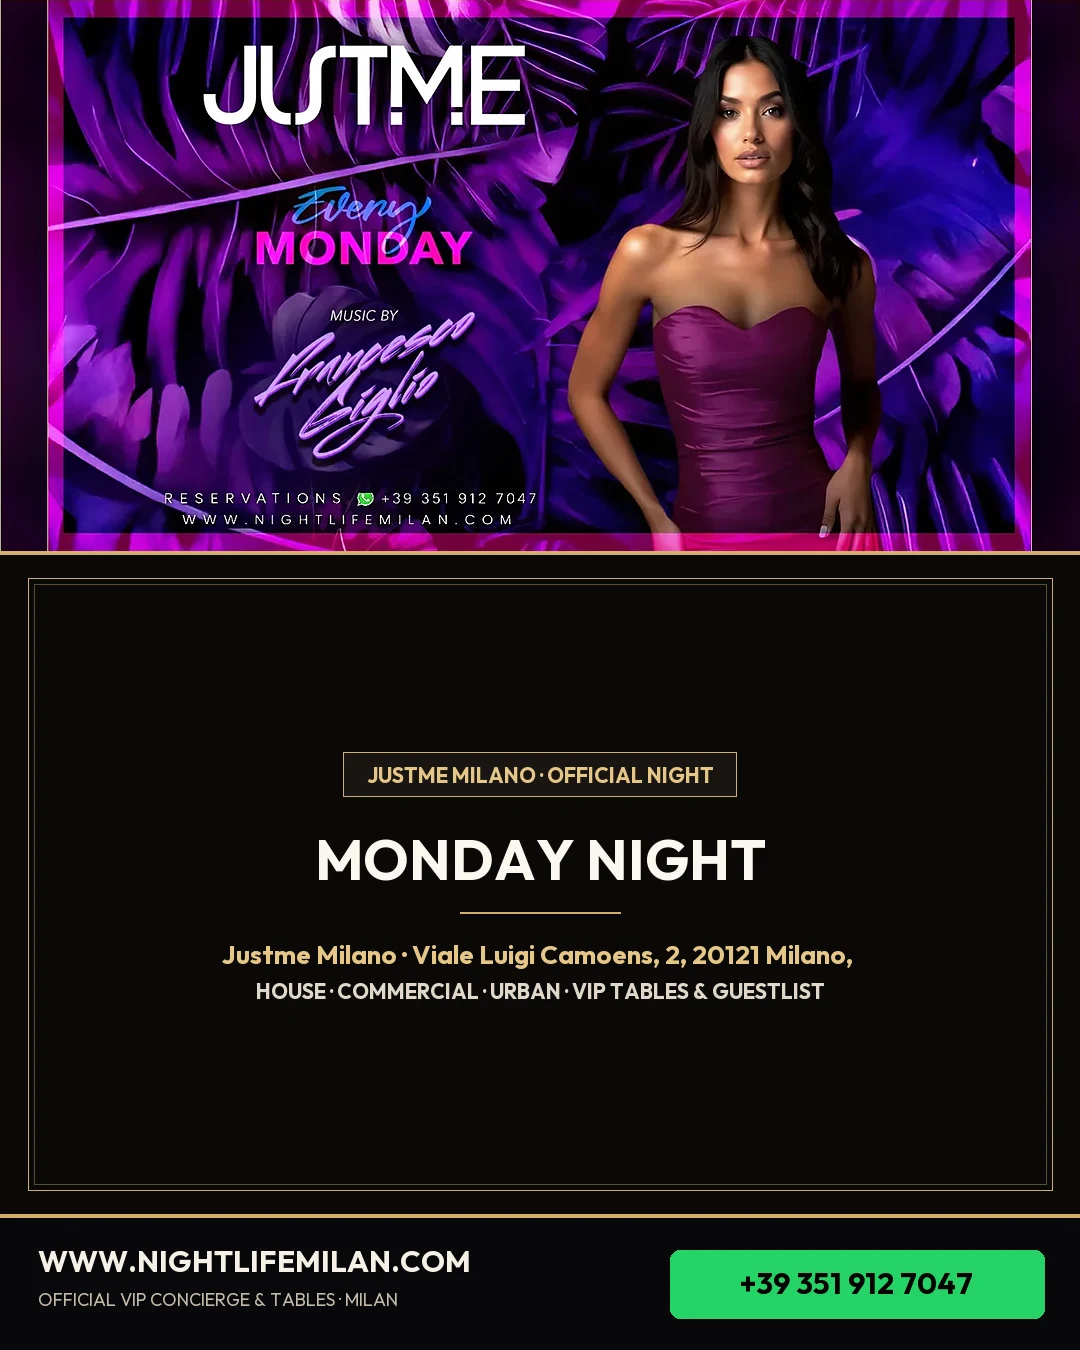 JUSTME
Every
MONDAY
MUSIC BY
Francesco
Giglio
RESERVATIONS +39 351 912 7047
WWW.NIGHTLIFEMILAN.COM
JUSTME MILANO · OFFICIAL NIGHT
MONDAY NIGHT
Justme Milano · Viale Luigi Camoens, 2, 20121 Milano,
HOUSE · COMMERCIAL · URBAN · VIP TABLES & GUESTLIST
WWW.NIGHTLIFEMILAN.COM
OFFICIAL VIP CONCIERGE & TABLES · MILAN
+39 351 912 7047